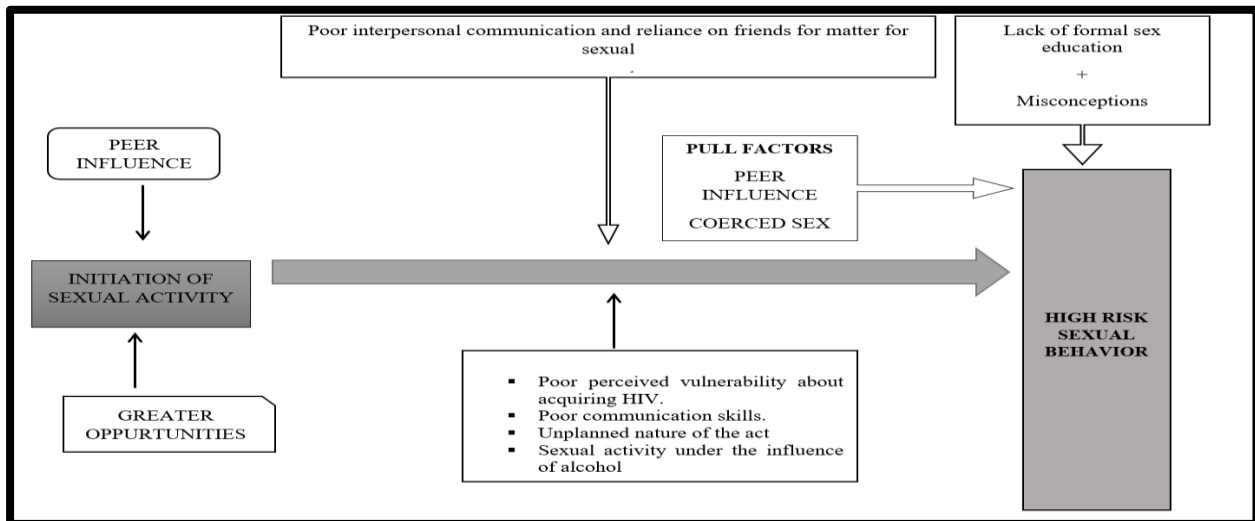 Poor interpersonal communication and reliance on friends for matter for
sexual
.
Lack of formal sex
education
+
Misconceptions
PEER
INFLUENCE
PULL FACTORS
PEER
INFLUENCE
COERCED SEX
INITIATION OF
SEXUAL ACTIVITY
HIGH RISK
SEXUAL
BEHAVIOR
GREATER
OPPURTUNITIES
▪ Poor perceived vulnerability about
acquiring HIV.
▪ Poor communication skills.
▪ Unplanned nature of the act
▪ Sexual activity under the influence
of alcohol